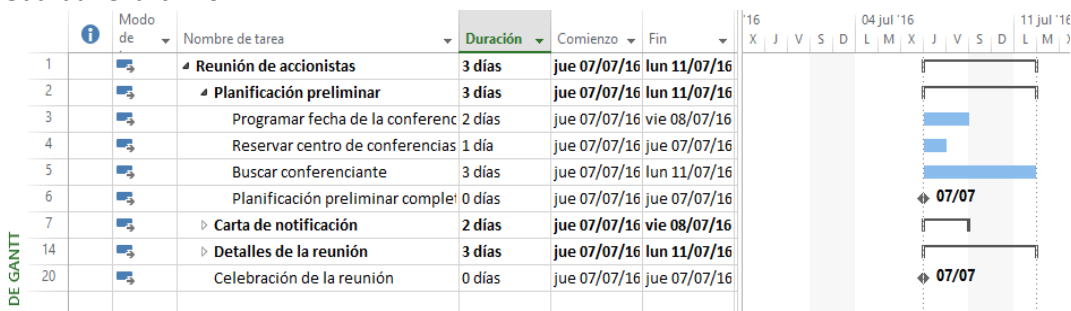 Modo de Nombre de tarea Duración Comienzo Fin
'16 04 jul '16 11 jul '16
X J V S D L M X J V S D L M
1 Reunión de accionistas 3 días jue 07/07/16 lun 11/07/16
2 Planificación preliminar 3 días jue 07/07/16 lun 11/07/16
3 Programar fecha de la conferenc 2 días jue 07/07/16 vie 08/07/16
4 Reservar centro de conferencias 1 día jue 07/07/16 jue 07/07/16
5 Buscar conferenciante 3 días jue 07/07/16 lun 11/07/16
6 Planificación preliminar complet 0 días jue 07/07/16 jue 07/07/16 07/07
7 Carta de notificación 2 días jue 07/07/16 vie 08/07/16
14 Detalles de la reunión 3 días jue 07/07/16 lun 11/07/16
20 Celebración de la reunión 0 días jue 07/07/16 jue 07/07/16 07/07
DE GANTT